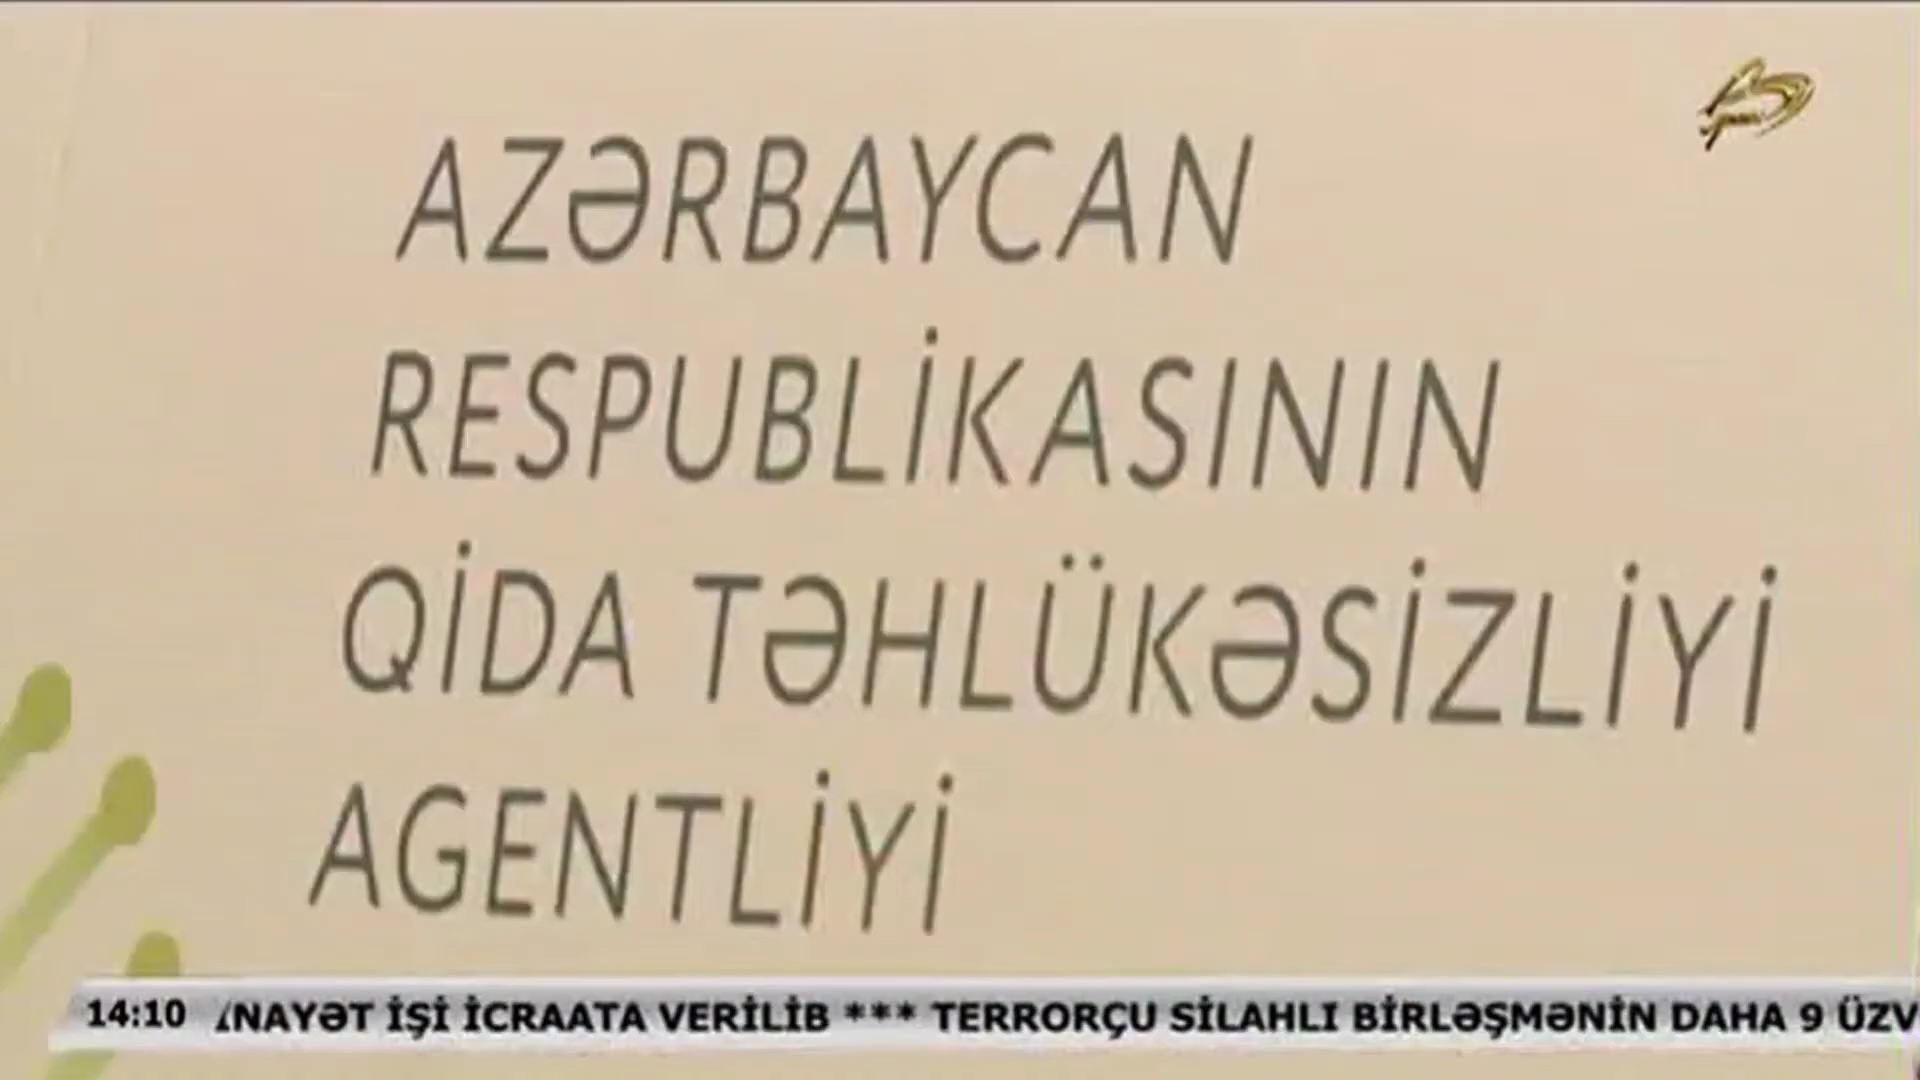 AZƏRBAYCAN
RESPUBLİKASININ
QİDA TƏHLÜKƏSİZLİYİ
AGENTLİYİ
14:10 İŞİ İCRAATA VERİLİB *** TERRORÇU SİLAHLI BİRLƏŞMƏNİN DAHA 9